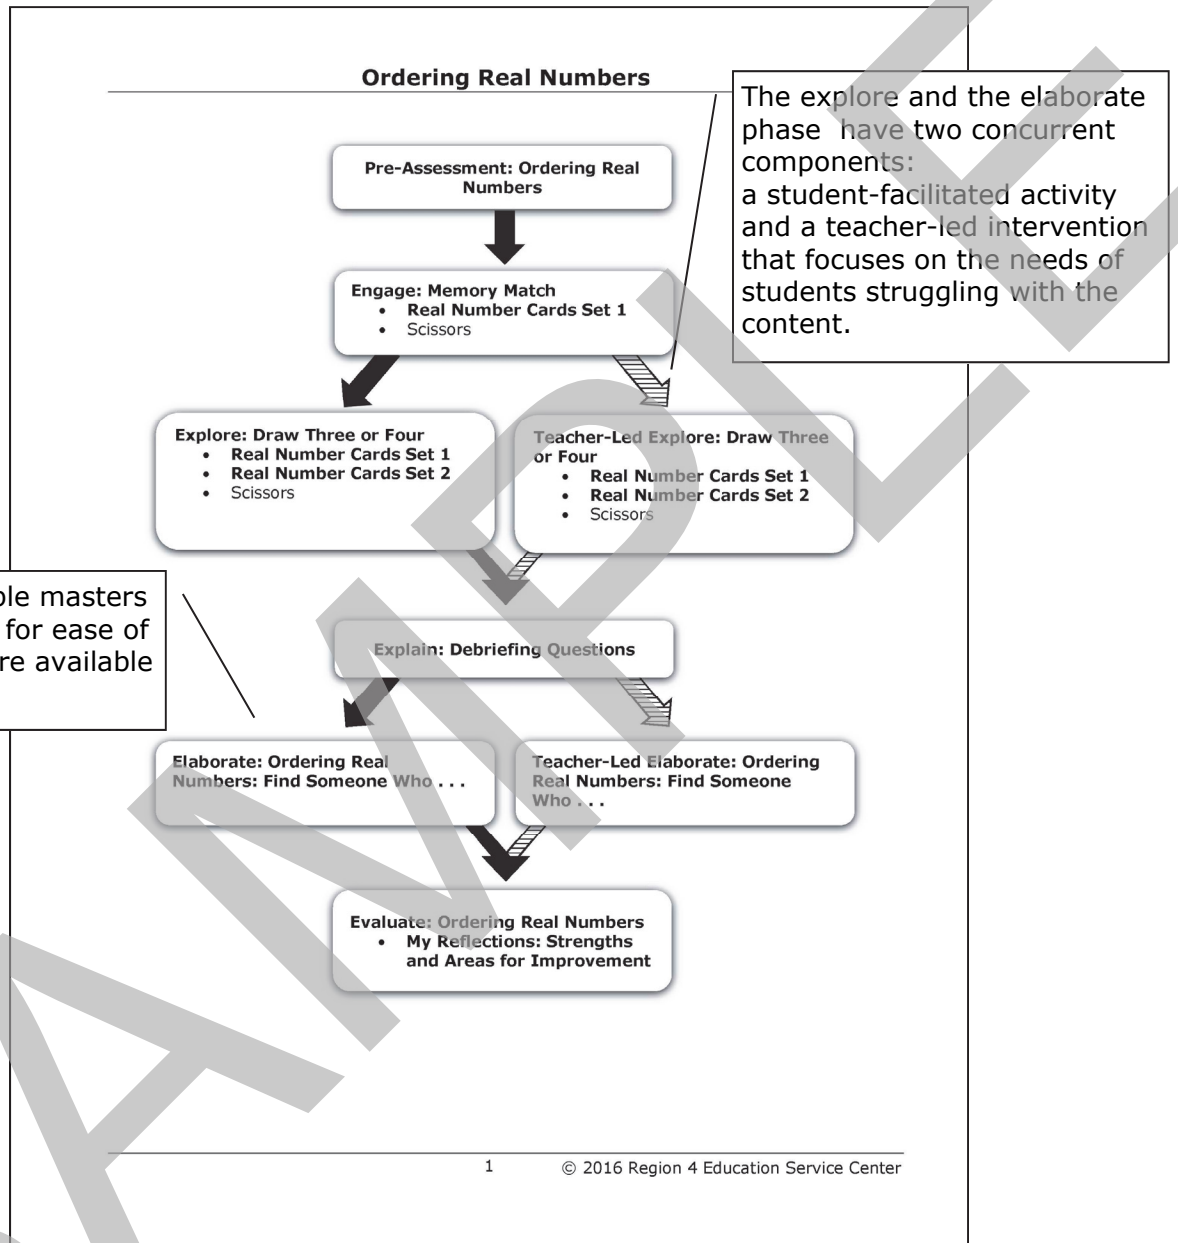 Ordering Real Numbers
The explore and the elaborate
phase have two concurrent
components:
a student-facilitated activity
and a teacher-led intervention
that focuses on the needs of
students struggling with the
content.
Pre-Assessment: Ordering Real
Numbers
Engage: Memory Match
• Real Number Cards Set 1
• Scissors
Explore: Draw Three or Four
• Real Number Cards Set 1
• Real Number Cards Set 2
• Scissors
Teacher-Led Explore: Draw Three
or Four
• Real Number Cards Set 1
• Real Number Cards Set 2
• Scissors
masters
for ease of
available
Explain: Debriefing Questions
Elaborate: Ordering Real
Numbers: Find Someone Who . . .
Teacher-Led Elaborate: Ordering
Real Numbers: Find Someone
Who . . .
Evaluate: Ordering Real Numbers
• My Reflections: Strengths
and Areas for Improvement
1 © 2016 Region 4 Education Service Center